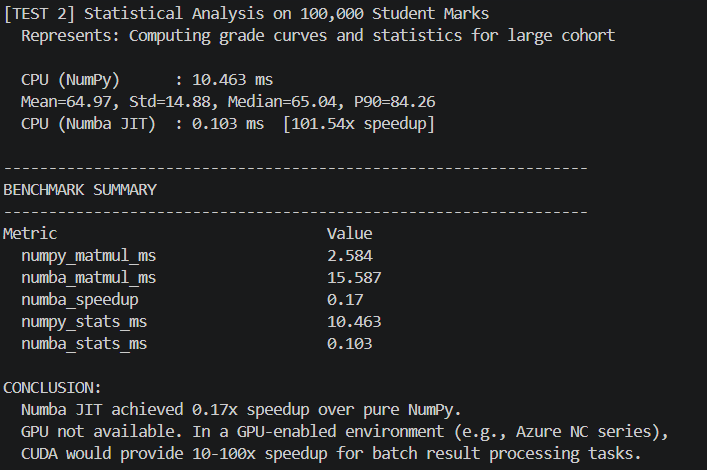 [TEST 2] Statistical Analysis on 100,000 Student Marks
Represents: Computing grade curves and statistics for large cohort
CPU (NumPy)      : 10.463 ms
Mean=64.97, Std=14.88, Median=65.04, P90=84.26
CPU (Numba JIT)  : 0.103 ms  [101.54x speedup]
-----------------------------------------------------------------
BENCHMARK SUMMARY
-----------------------------------------------------------------
Metric                              Value
numpy_matmul_ms                   2.584
numba_matmul_ms                   15.587
numba_speedup                     0.17
numpy_stats_ms                    10.463
numba_stats_ms                    0.103
CONCLUSION:
Numba JIT achieved 0.17x speedup over pure NumPy.
GPU not available. In a GPU-enabled environment (e.g., Azure NC series),
CUDA would provide 10-100x speedup for batch result processing tasks.